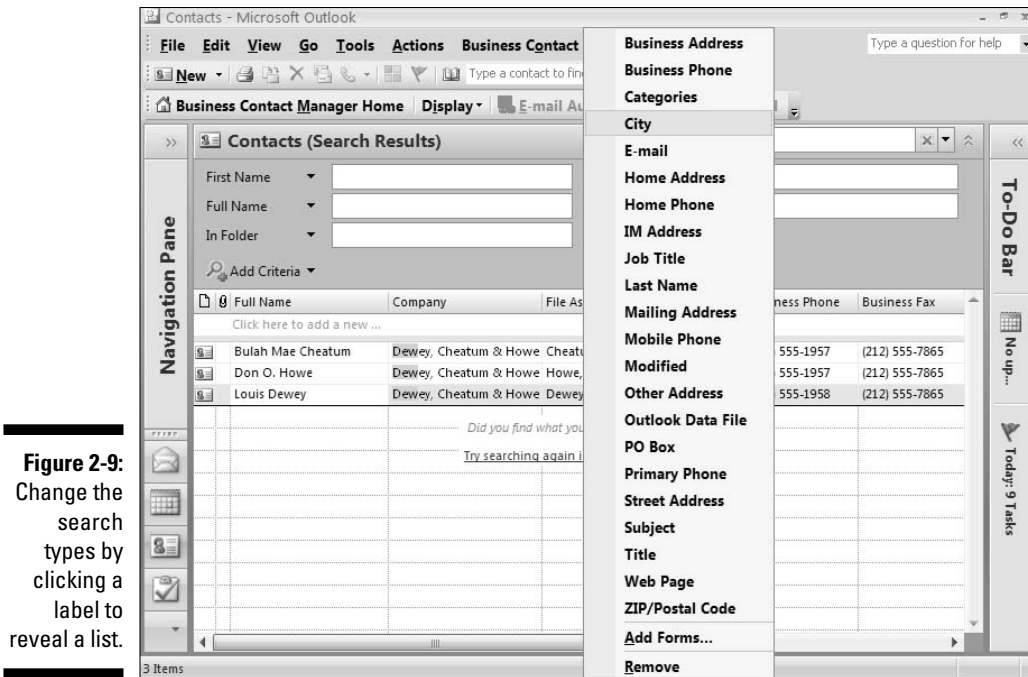 Contacts - Microsoft Outlook
File Edit View Go Tools Actions Business Contact
Type a question for help
New
Type a contact to find
Business Contact Manager Home Display E-mail
Contacts (Search Results)
First Name
Full Name
In Folder
Add Criteria
Full Name Company File As Business Phone Business Fax
Click here to add a new ...
Bulah Mae Cheatum Dewey, Cheatum & Howe 555-1957 (212) 555-7865
Don O. Howe Dewey, Cheatum & Howe Howe, 555-1957 (212) 555-7865
Louis Dewey Dewey, Cheatum & Howe Dewey 555-1958 (212) 555-7865
Did you find what you
Try searching again
3 Items
Business Address
Business Phone
Categories
City
E-mail
Home Address
Home Phone
IM Address
Job Title
Last Name
Mailing Address
Mobile Phone
Modified
Other Address
Outlook Data File
PO Box
Primary Phone
Street Address
Subject
Title
Web Page
ZIP/Postal Code
Add Forms...
Remove
Navigation Pane
To-Do Bar
No up...
Today: 9 Tasks
Figure 2-9:
Change the
search
types by
clicking a
label to
reveal a list.